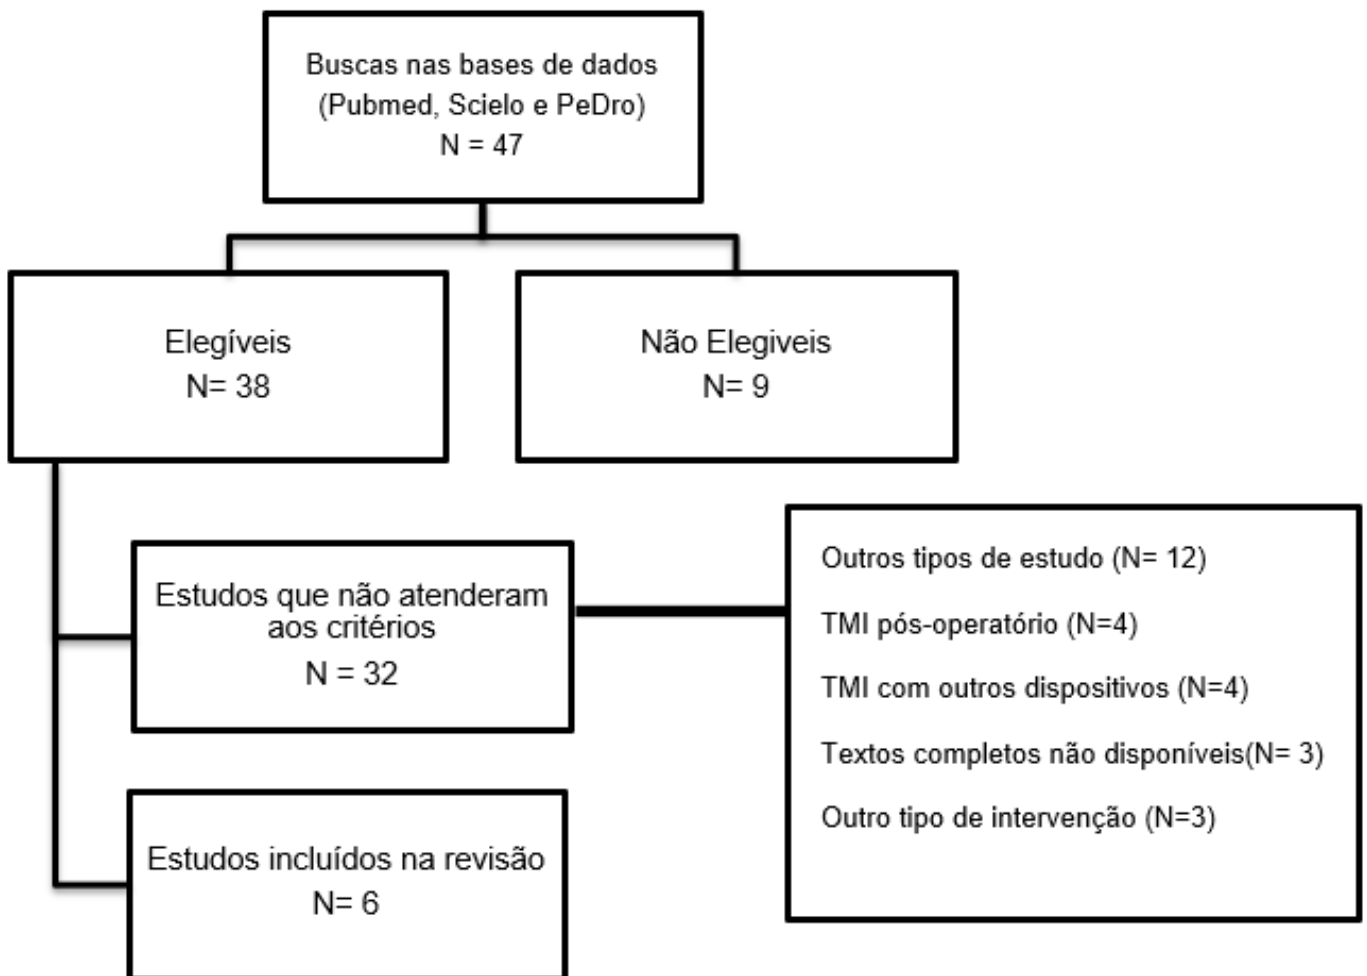 Buscas nas bases de dados
(Pubmed, Scielo e PeDro)
N = 47
Elegíveis
N= 38
Não Elegiveis
N= 9
Estudos que não atenderam
aos critérios
N = 32
Outros tipos de estudo (N= 12)
TMI pós-operatório (N=4)
TMI com outros dispositivos (N=4)
Textos completos não disponíveis(N= 3)
Outro tipo de intervenção (N=3)
Estudos incluídos na revisão
N= 6